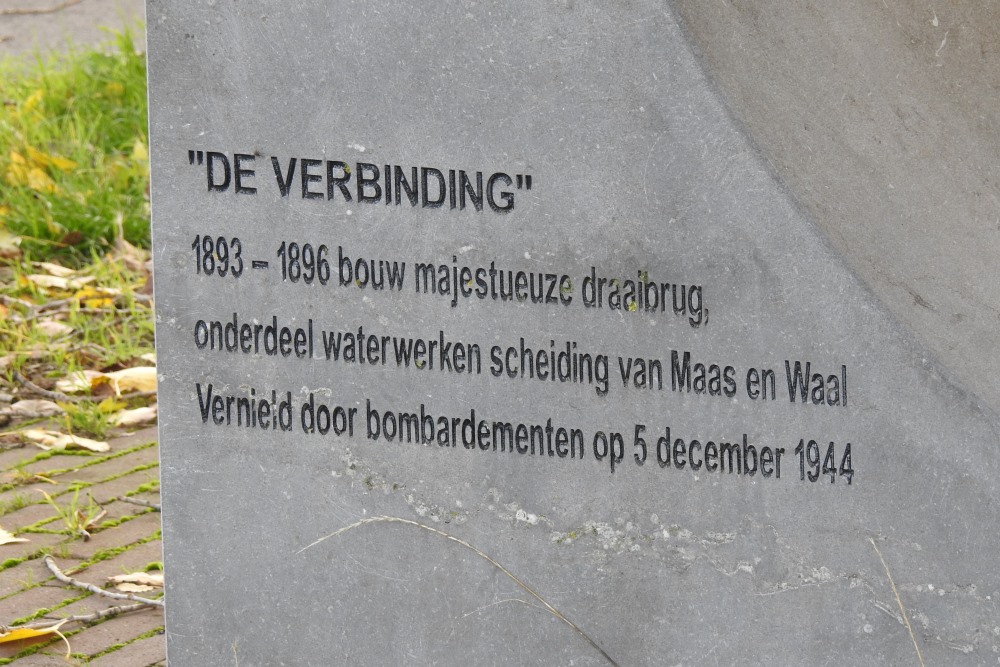 "DE VERBINDING"
1893 – 1896 bouw majestueuze draaibrug,
onderdeel waterwerken scheiding van Maas en Waal
Vernield door bombardementen op 5 december 1944